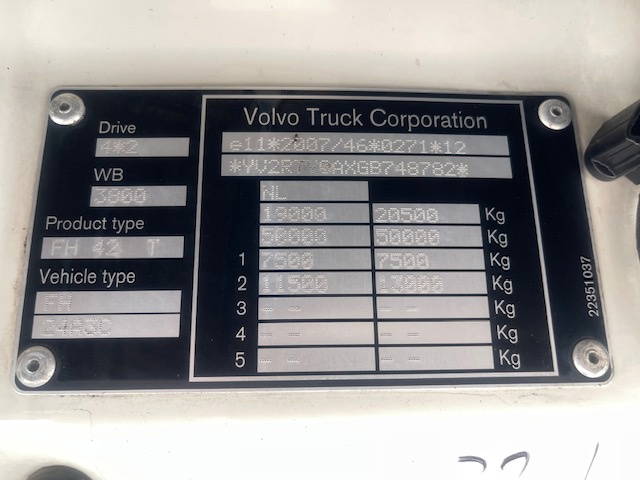 Volvo Truck Corporation
Drive
4*2
WB
3800
Product type
FH 42 T
Vehicle type
FH
e11*2007/46*0271*12
NL
19000 20500 Kg
50000 50000 Kg
1 7500 7500 Kg
2 11500 13000 Kg
3 -- -- Kg
4 -- -- Kg
5 -- -- Kg
22351037